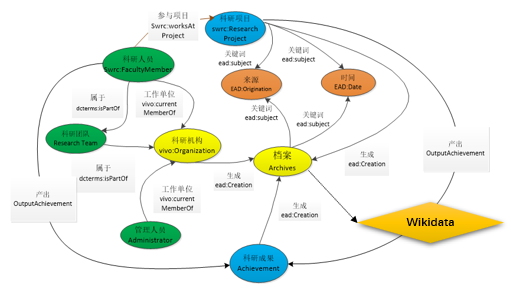 参与项目
Swrc:worksAt
Project
科研项目
swrc:Research
Project
科研人员
Swrc:FacultyMember
关键词
ead:subject
关键词
ead:subject
来源
EAD:Origination
时间
EAD:Date
属于
dcterms:isPartOf
工作单位
vivo:current
MemberOf
关键词
ead:subject
关键词
ead:subject
科研团队
Research Team
科研机构
vivo:Organization
档案
Archives
生成
ead:Creation
产出
OutputAchievement
属于
dcterms:isPartOf
工作单位
vivo:current
MemberOf
生成
ead:Creation
产出
OutputAchievement
生成
ead:Creation
Wikidata
管理人员
Administrator
科研成果
Achievement